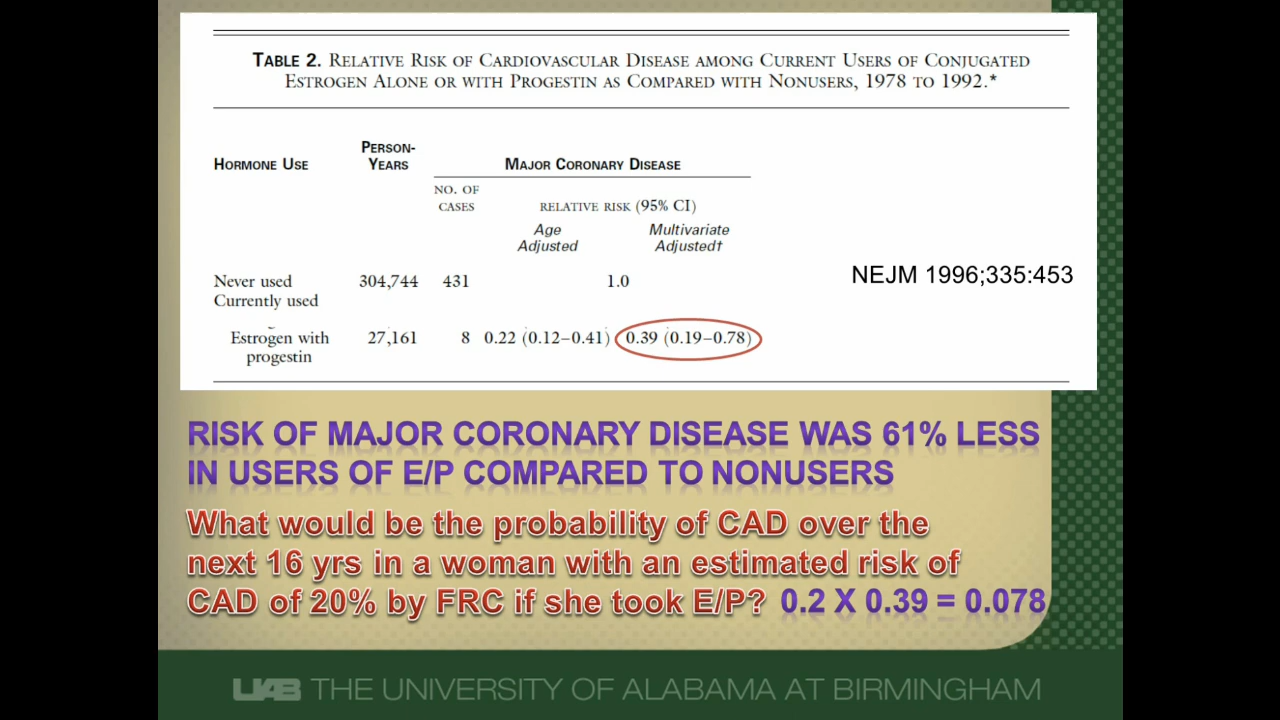 TABLE 2. RELATIVE RISK OF CARDIOVASCULAR DISEASE AMONG CURRENT USERS OF CONJUGATED
ESTROGEN ALONE OR WITH PROGESTIN AS COMPARED WITH NONUSERS, 1978 TO 1992.*
HORMONE USE
PERSON-
YEARS
MAJOR CORONARY DISEASE
NO. OF
CASES
RELATIVE RISK (95% CI)
Age
Adjusted
Multivariate
Adjusted†
Never used 304,744 431 1.0
Currently used
Estrogen with 27,161 8 0.22 (0.12–0.41) 0.39 (0.19–0.78)
progestin
NEJM 1996;335:453
RISK OF MAJOR CORONARY DISEASE WAS 61% LESS
IN USERS OF E/P COMPARED TO NONUSERS
What would be the probability of CAD over the
next 16 yrs in a woman with an estimated risk of
CAD of 20% by FRC if she took E/P? 0.2 X 0.39 = 0.078
UAB THE UNIVERSITY OF ALABAMA AT BIRMINGHAM